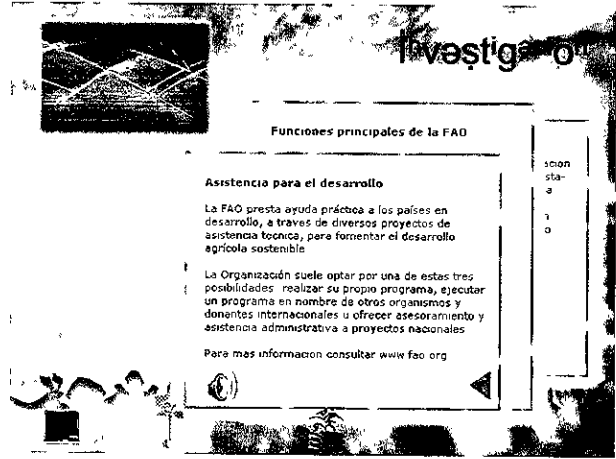 Investigación
Funciones principales de la FAO
Asistencia para el desarrollo
La FAO presta ayuda práctica a los países en
desarrollo, a traves de diversos proyectos de
asistencia tecnica, para fomentar el desarrollo
agrícola sostenible
La Organización suele optar por una de estas tres
posibilidades realizar su propio programa, ejecutar
un programa en nombre de otros organismos y
donantes internacionales u ofrecer asesoramiento y
asistencia administrativa a proyectos nacionales
Para mas informacion consultar www fao org